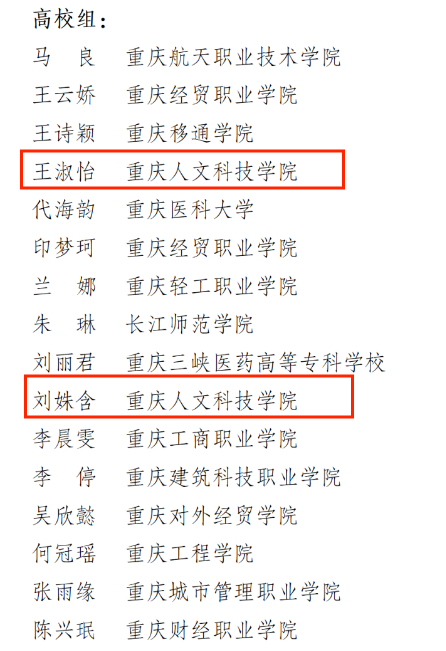 高校组：
马　良　重庆航天职业技术学院
王云娇　重庆经贸职业学院
王诗颖　重庆移通学院
王淑怡　重庆人文科技学院
代海韵　重庆医科大学
印梦珂　重庆经贸职业学院
兰　娜　重庆轻工职业学院
朱　琳　长江师范学院
刘丽君　重庆三峡医药高等专科学校
刘姝含　重庆人文科技学院
李晨雯　重庆工商职业学院
李　停　重庆建筑科技职业学院
吴欣懿　重庆对外经贸学院
何冠瑶　重庆工程学院
张雨缘　重庆城市管理职业学院
陈兴珉　重庆财经职业学院